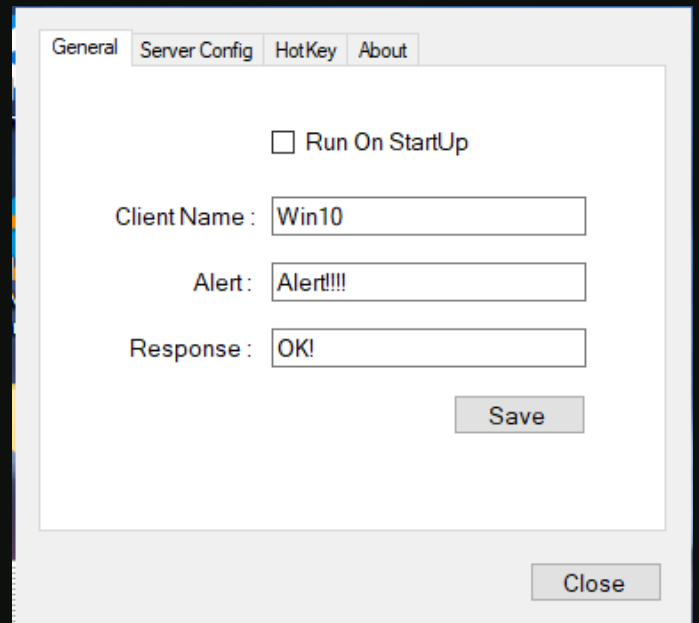 General Server Config HotKey About
Run On StartUp
Client Name : Win10
Alert : Alert!!!!
Response : OK!
Save
Close